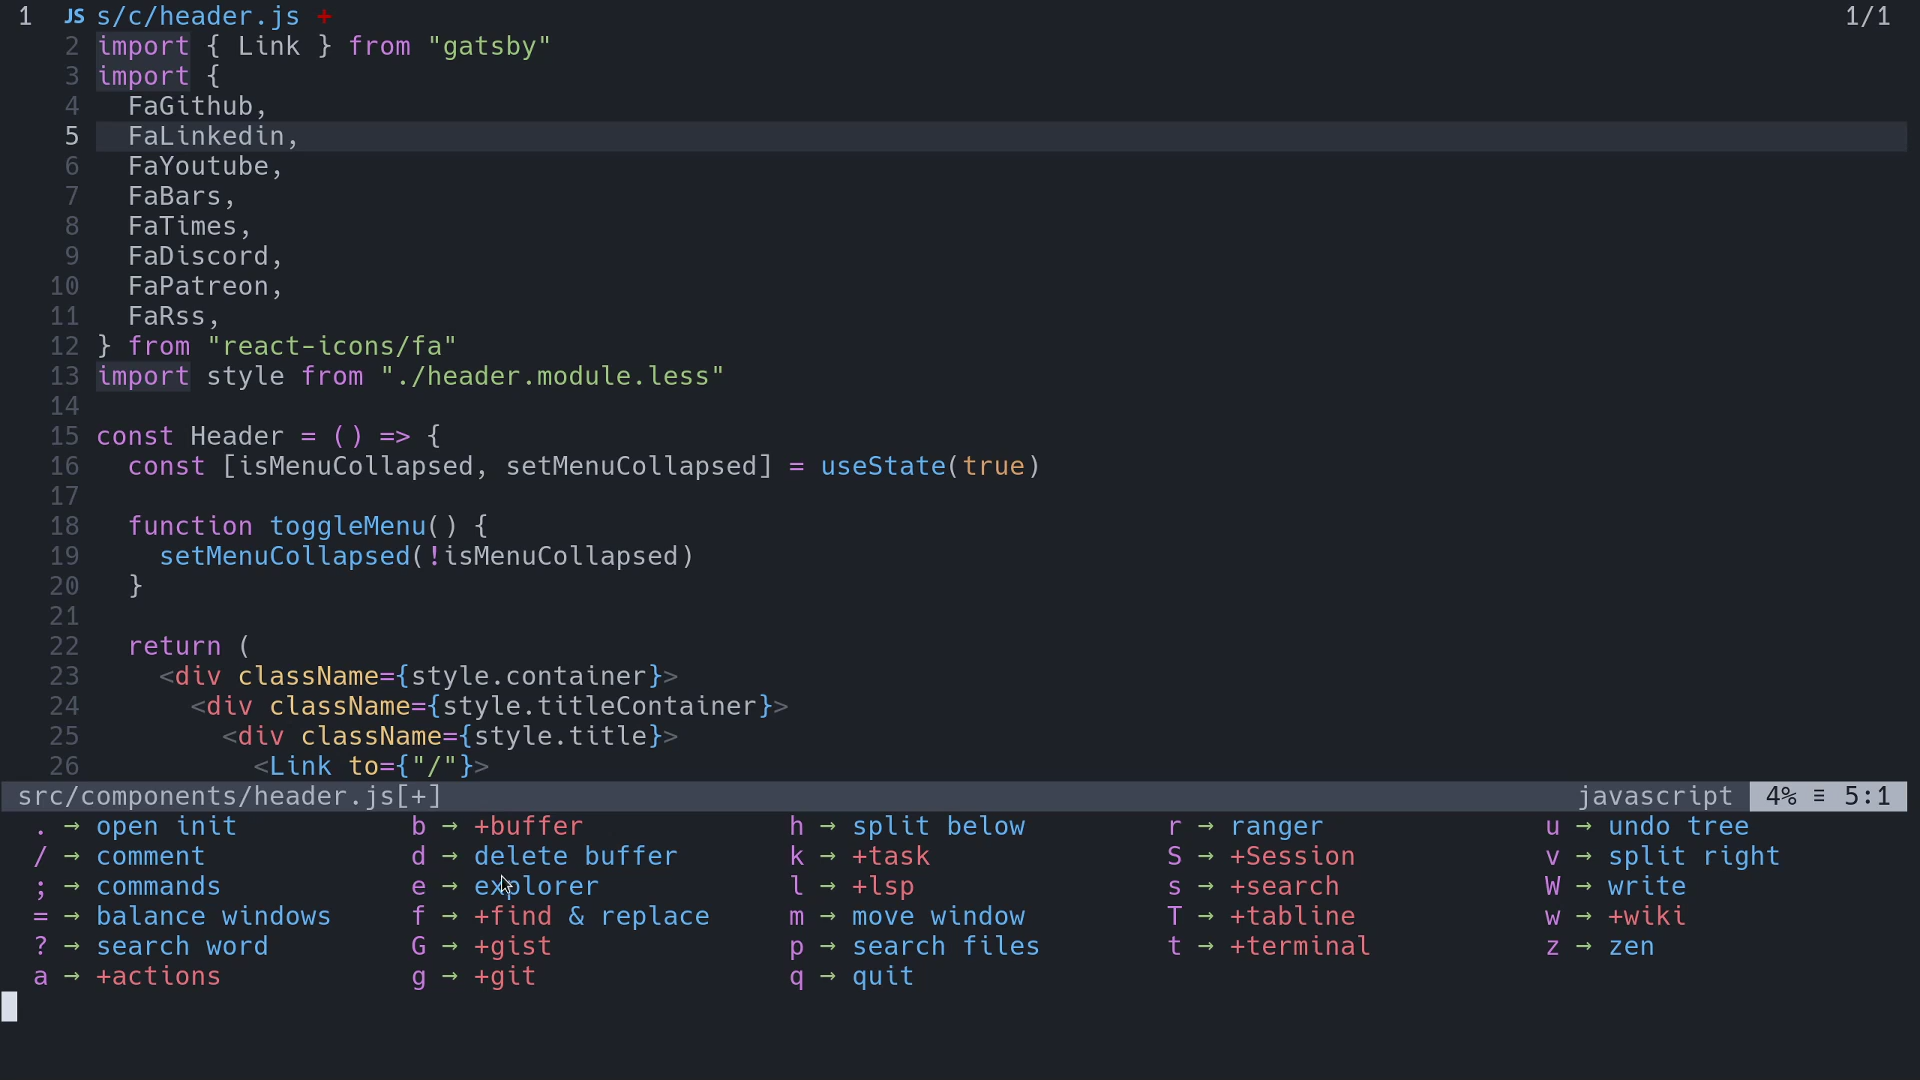 1 JS s/c/header.js + 1/1
2 import { Link } from "gatsby"
3 import {
4   FaGithub,
5   FaLinkedin,
6   FaYoutube,
7   FaBars,
8   FaTimes,
9   FaDiscord,
10   FaPatreon,
11   FaRss,
12 } from "react-icons/fa"
13 import style from "./header.module.less"
14
15 const Header = () => {
16   const [isMenuCollapsed, setMenuCollapsed] = useState(true)
17
18   function toggleMenu() {
19     setMenuCollapsed(!isMenuCollapsed)
20   }
21
22   return (
23     <div className={style.container}>
24       <div className={style.titleContainer}>
25         <div className={style.title}>
26           <Link to={"/"}>
src/components/header.js[+] javascript 4% ≡ 5:1
. → open init b → +buffer h → split below r → ranger u → undo tree
/ → comment d → delete buffer k → +task S → +Session v → split right
; → commands e → explorer l → +lsp s → +search W → write
= → balance windows f → +find & replace m → move window T → +tabline w → +wiki
? → search word G → +gist p → search files t → +terminal z → zen
a → +actions g → +git q → quit